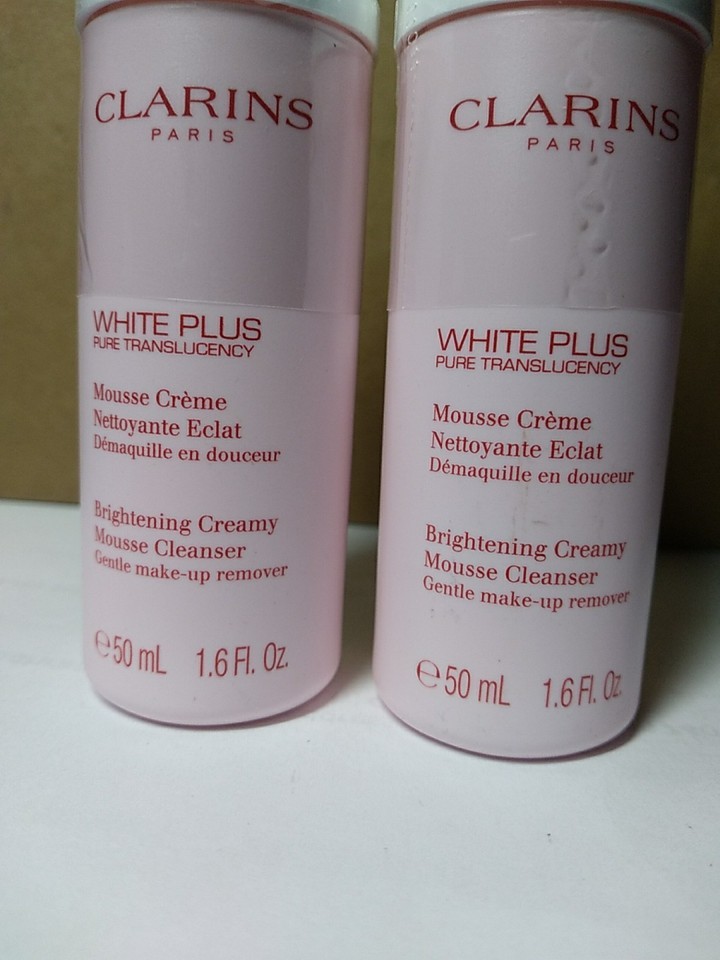 CLARINS
PARIS
WHITE PLUS
PURE TRANSLUCENCY
Mousse Crème
Nettoyante Eclat
Démaquille en douceur
Brightening Creamy
Mousse Cleanser
Gentle make-up remover
℮50 mL 1.6 Fl. Oz.
CLARINS
PARIS
WHITE PLUS
PURE TRANSLUCENCY
Mousse Crème
Nettoyante Eclat
Démaquille en douceur
Brightening Creamy
Mousse Cleanser
Gentle make-up remover
℮50 mL 1.6 Fl. Oz